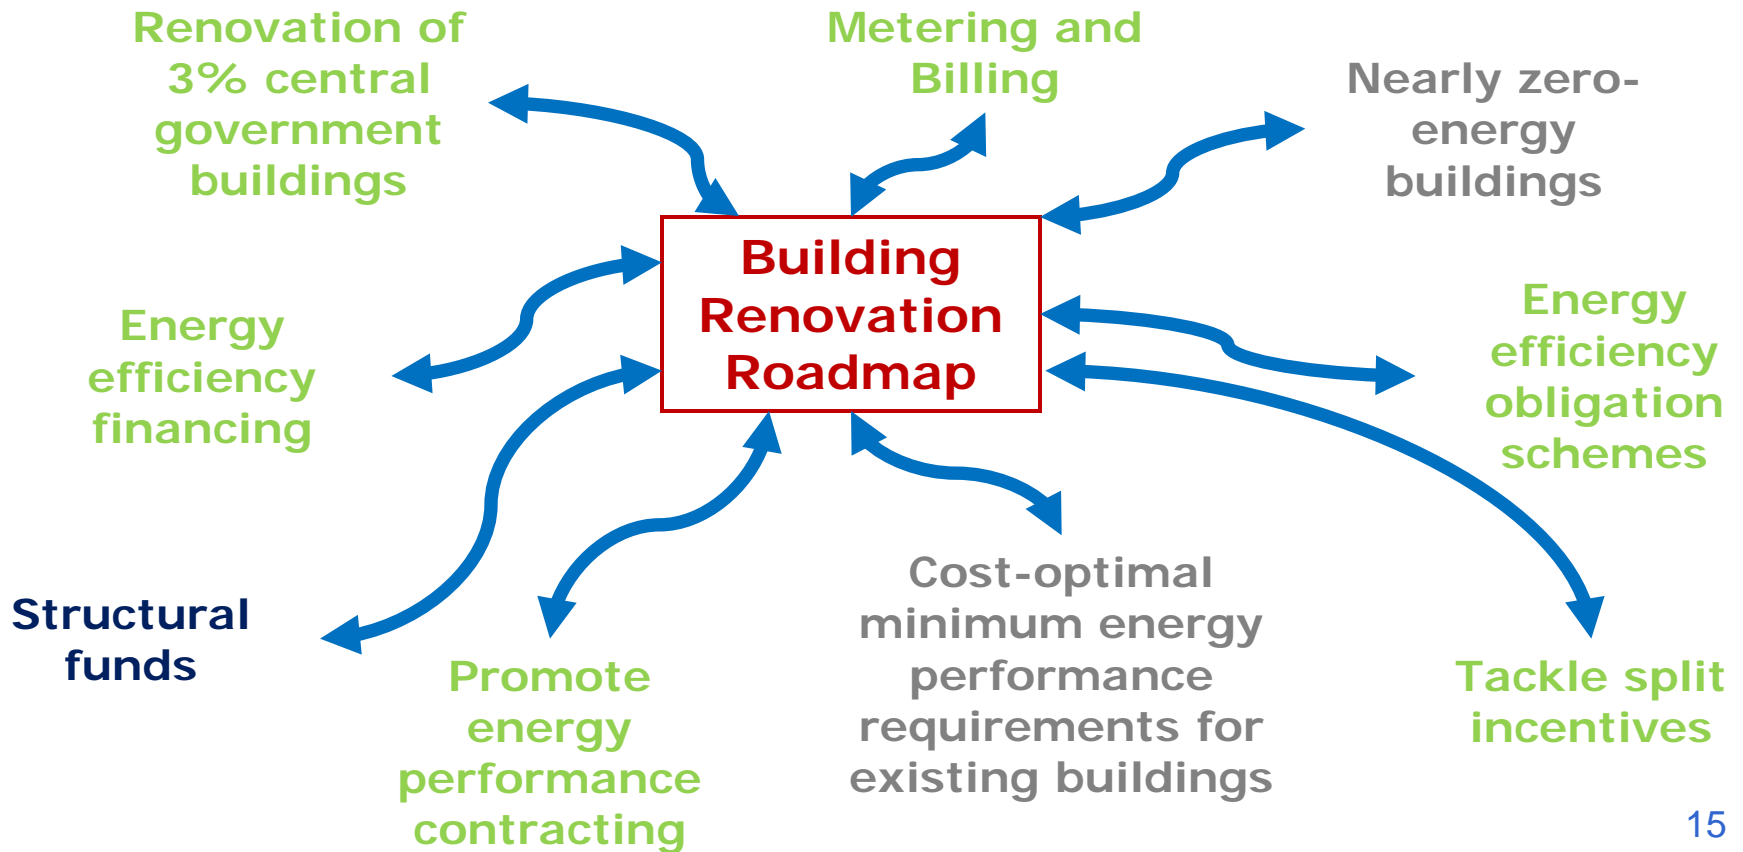 Renovation of
3% central
government
buildings
Metering and
Billing
Nearly zero-
energy
buildings
Building
Renovation
Roadmap
Energy
efficiency
financing
Energy
efficiency
obligation
schemes
Structural
funds
Promote
energy
performance
contracting
Cost-optimal
minimum energy
performance
requirements for
existing buildings
Tackle split
incentives
15